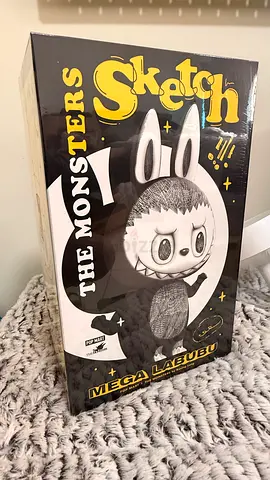 Sketch
THE MONSTERS
POP MART
MEGA LABUBU